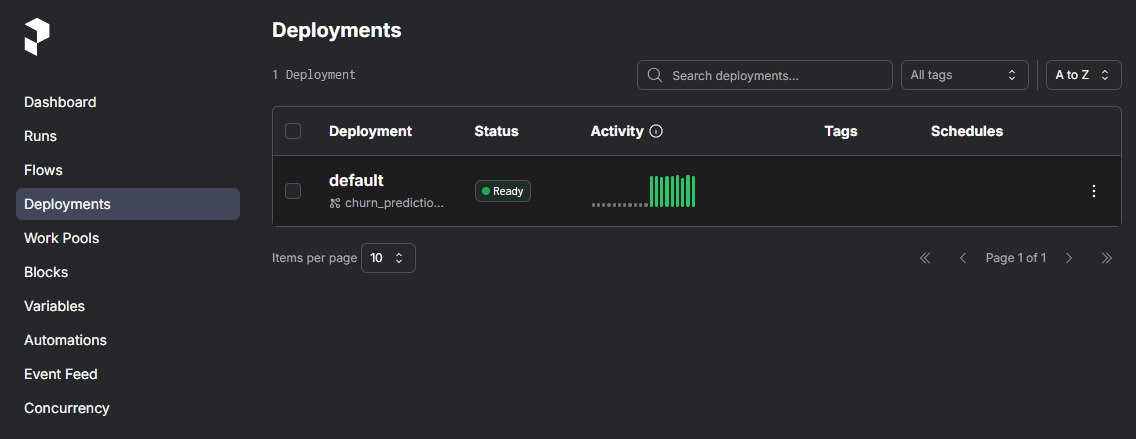 Deployments
1 Deployment
Search deployments...
All tags
A to Z
Dashboard
Runs
Flows
Deployments
Work Pools
Blocks
Variables
Automations
Event Feed
Concurrency
Deployment Status Activity Tags Schedules
default
Ready
churn_predictio...
Items per page 10
Page 1 of 1